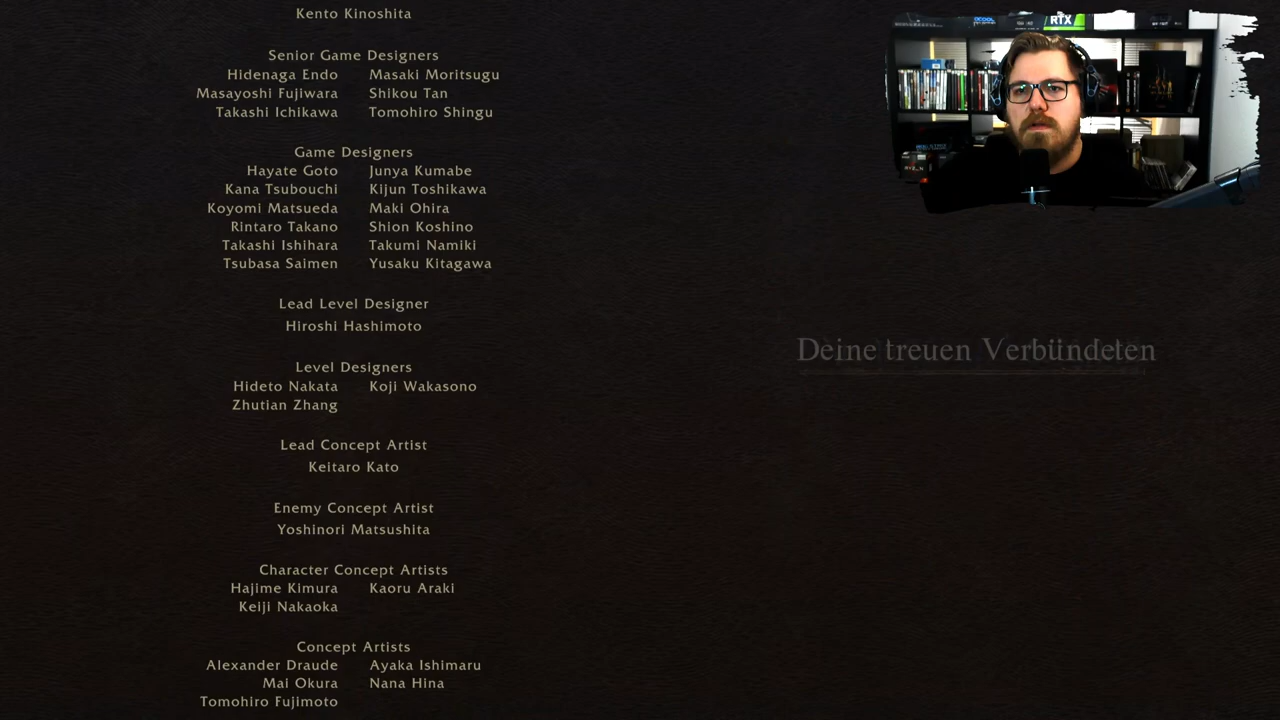 Kento Kinoshita
Senior Game Designers
Hidenaga Endo Masaki Moritsugu
Masayoshi Fujiwara Shikou Tan
Takashi Ichikawa Tomohiro Shingu
Game Designers
Hayate Goto Junya Kumabe
Kana Tsubouchi Kijun Toshikawa
Koyomi Matsueda Maki Ohira
Rintaro Takano Shion Koshino
Takashi Ishihara Takumi Namiki
Tsubasa Saimen Yusaku Kitagawa
Lead Level Designer
Hiroshi Hashimoto
Level Designers
Hideto Nakata Koji Wakasono
Zhutian Zhang
Lead Concept Artist
Keitaro Kato
Enemy Concept Artist
Yoshinori Matsushita
Character Concept Artists
Hajime Kimura Kaoru Araki
Keiji Nakaoka
Concept Artists
Alexander Draude Ayaka Ishimaru
Mai Okura Nana Hina
Tomohiro Fujimoto
RTX
Deine treuen Verbündeten